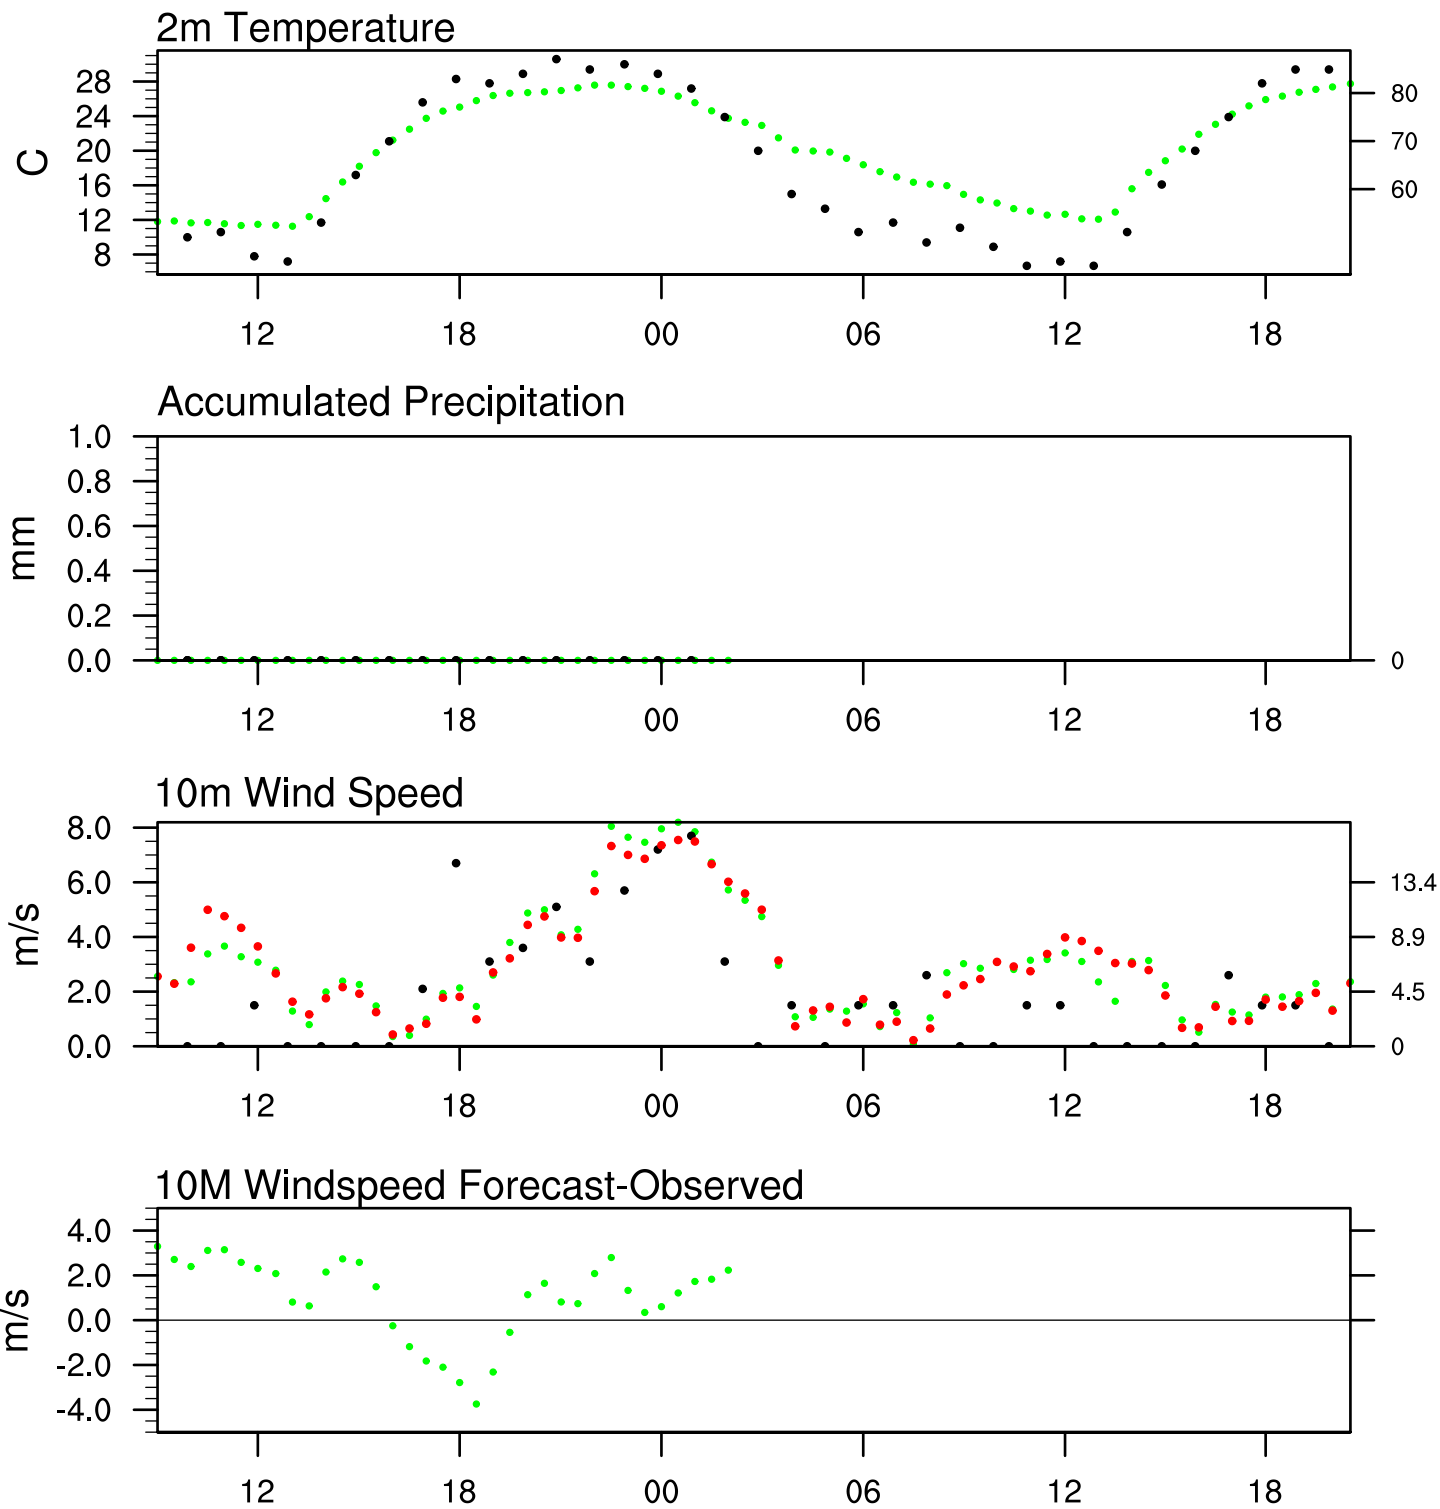 2m Temperature
C
28
24
20
16
12
8
80
70
60
12 18 00 06 12 18
Accumulated Precipitation
mm
1.0
0.8
0.6
0.4
0.2
0.0
0
12 18 00 06 12 18
10m Wind Speed
m/s
8.0
6.0
4.0
2.0
0.0
13.4
8.9
4.5
0
12 18 00 06 12 18
10M Windspeed Forecast-Observed
m/s
4.0
2.0
0.0
-2.0
-4.0
12 18 00 06 12 18